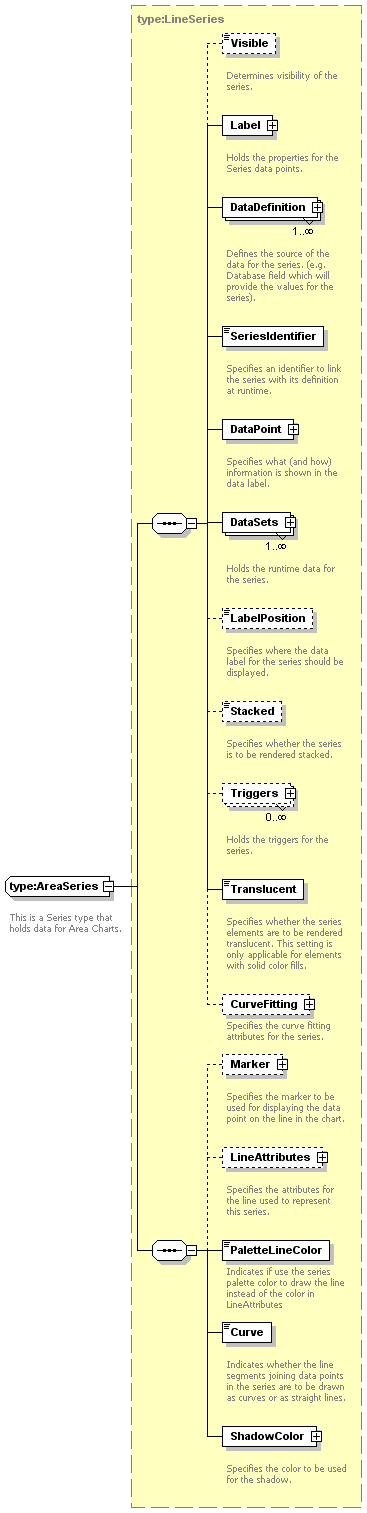 type:LineSeries
Visible
Determines visibility of the
series.
Label
Holds the properties for the
Series data points.
DataDefinition
1..∞
Defines the source of the
data for the series. (e.g.
Database field which will
provide the values for the
series).
SeriesIdentifier
Specifies an identifier to link
the series with its definition
at runtime.
DataPoint
Specifies what (and how)
information is shown in the
data label.
DataSets
1..∞
Holds the runtime data for
the series.
LabelPosition
Specifies where the data
label for the series should be
displayed.
Stacked
Specifies whether the series
is to be rendered stacked.
Triggers
0..∞
Holds the triggers for the
series.
type:AreaSeries
This is a Series type that
holds data for Area Charts.
Translucent
Specifies whether the series
elements are to be rendered
translucent. This setting is
only applicable for elements
with solid color fills.
CurveFitting
Specifies the curve fitting
attributes for the series.
Marker
Specifies the marker to be
used for displaying the data
point on the line in the chart.
LineAttributes
Specifies the attributes for
the line used to represent
this series.
PaletteLineColor
Indicates if use the series
palette color to draw the line
instead of the color in
LineAttributes
Curve
Indicates whether the line
segments joining data points
in the series are to be drawn
as curves or as straight lines.
ShadowColor
Specifies the color to be used
for the shadow.